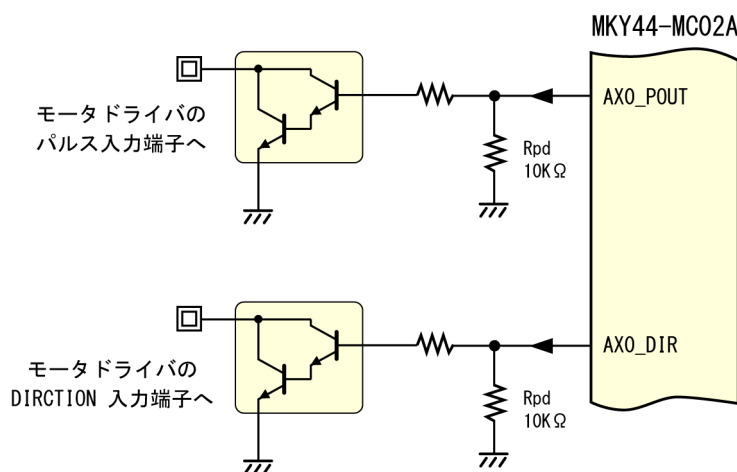 MKY44-MC02A
AX0_POUT
モータドライバの
パルス入力端子へ
Rpd
10KΩ
AX0_DIR
モータドライバの
DIRCTION 入力端子へ
Rpd
10KΩ